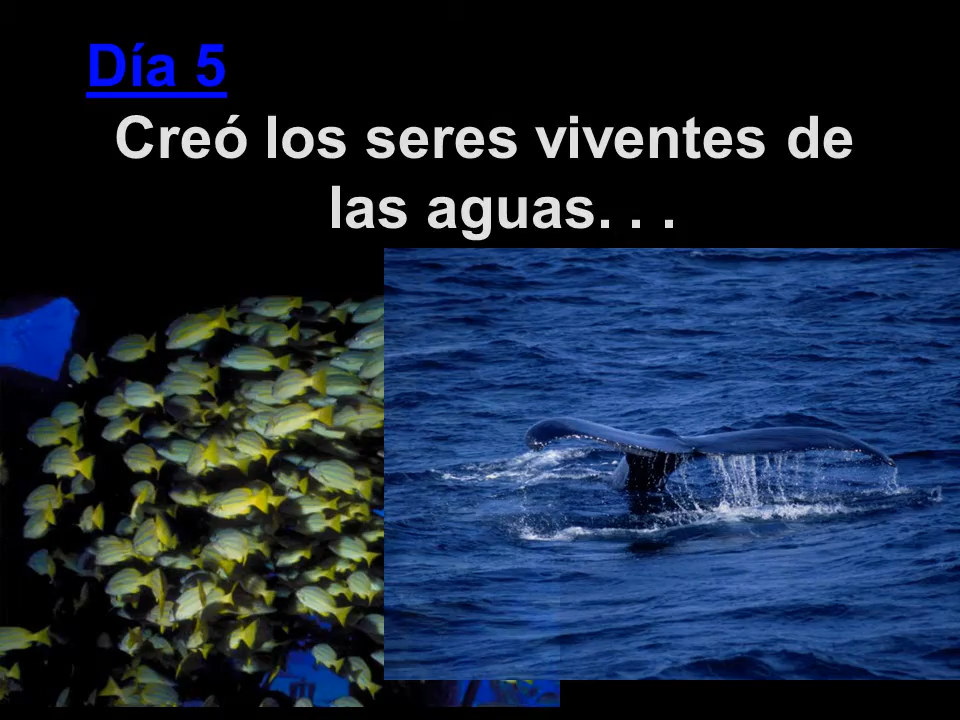 Día 5
Creó los seres viventes de
las aguas. . .